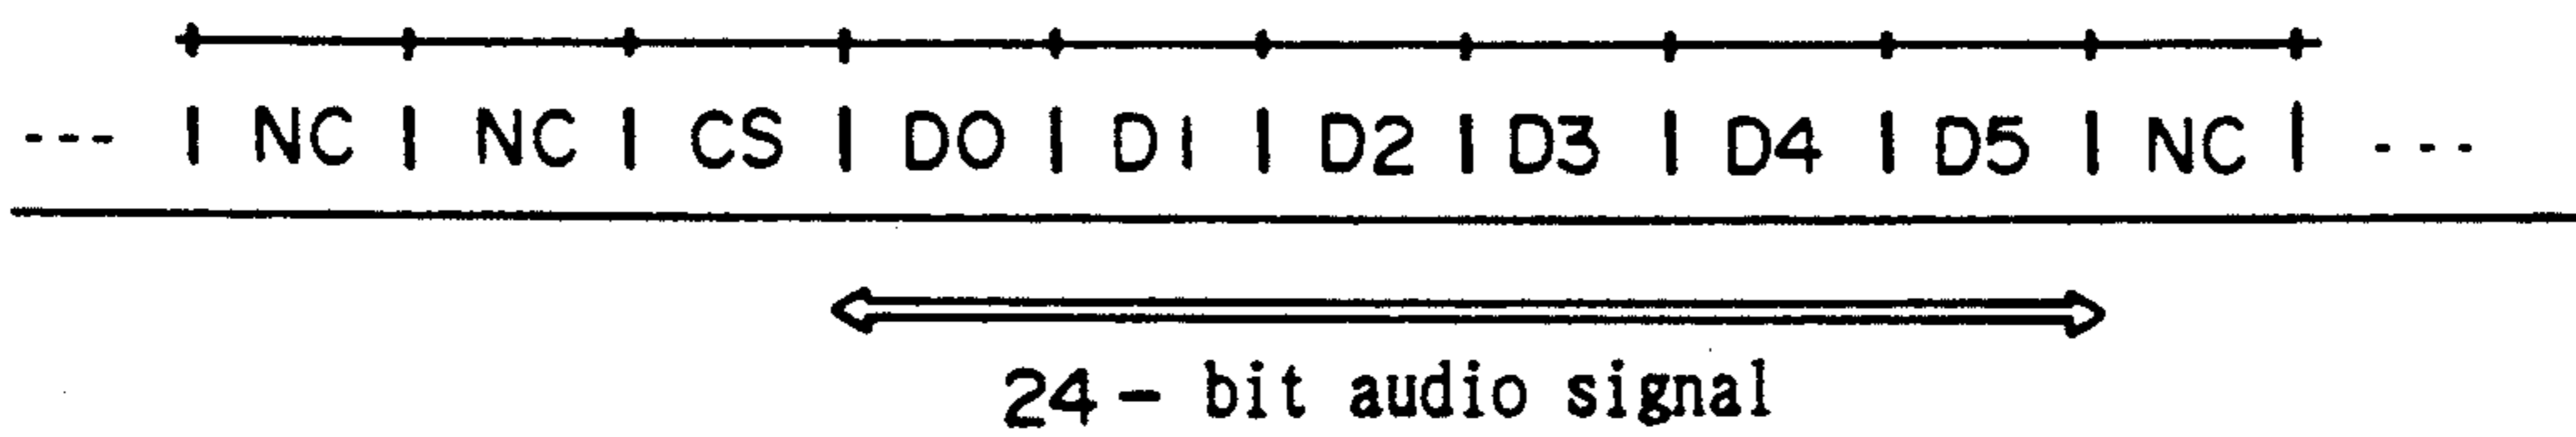 --- | NC | NC | CS | D0 | D1 | D2 | D3 | D4 | D5 | NC | ---
24 - bit audio signal